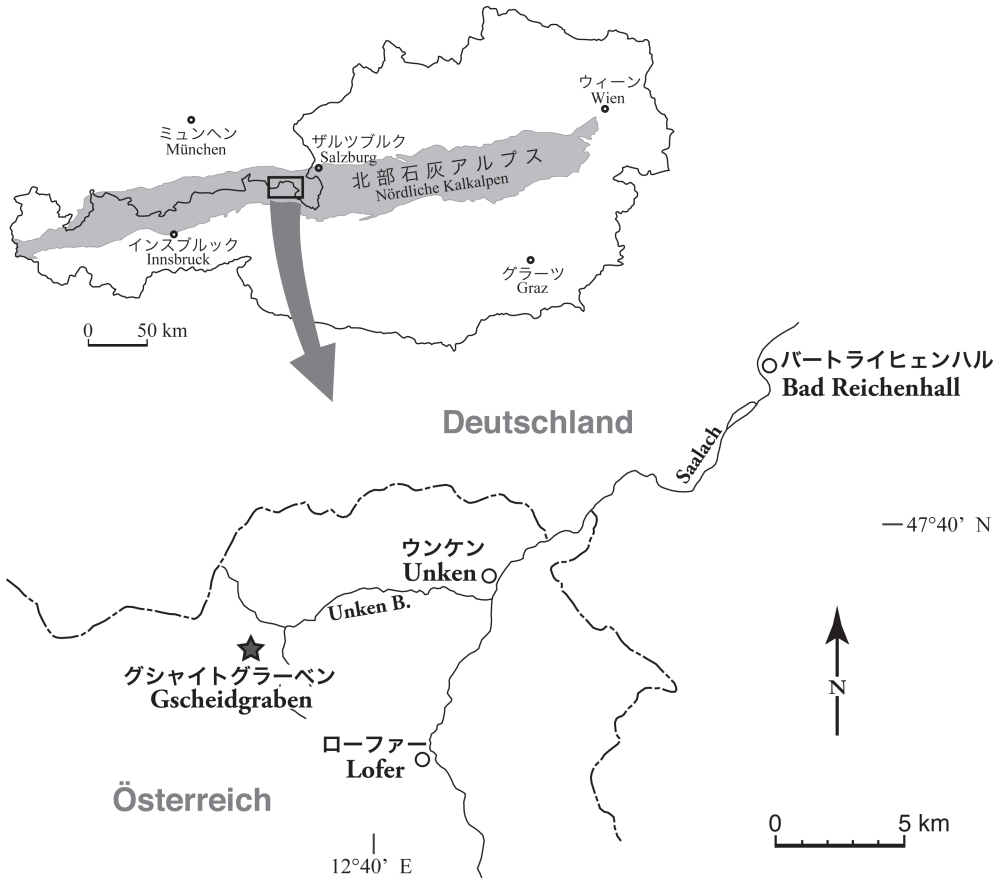 ウィーン
Wien
ミュンヘン
München
ザルツブルク
Salzburg
北部石灰アルプス
Nördliche Kalkalpen
インスブルック
Innsbruck
グラーツ
Graz
0 50 km
バートライヒェンハル
Bad Reichenhall
Deutschland
Saalach
47°40’ N
ウンケン
Unken
Unken B.
グシャイトグラーベン
Gscheidgraben
N
ローファー
Lofer
Österreich
0 5 km
12°40’ E